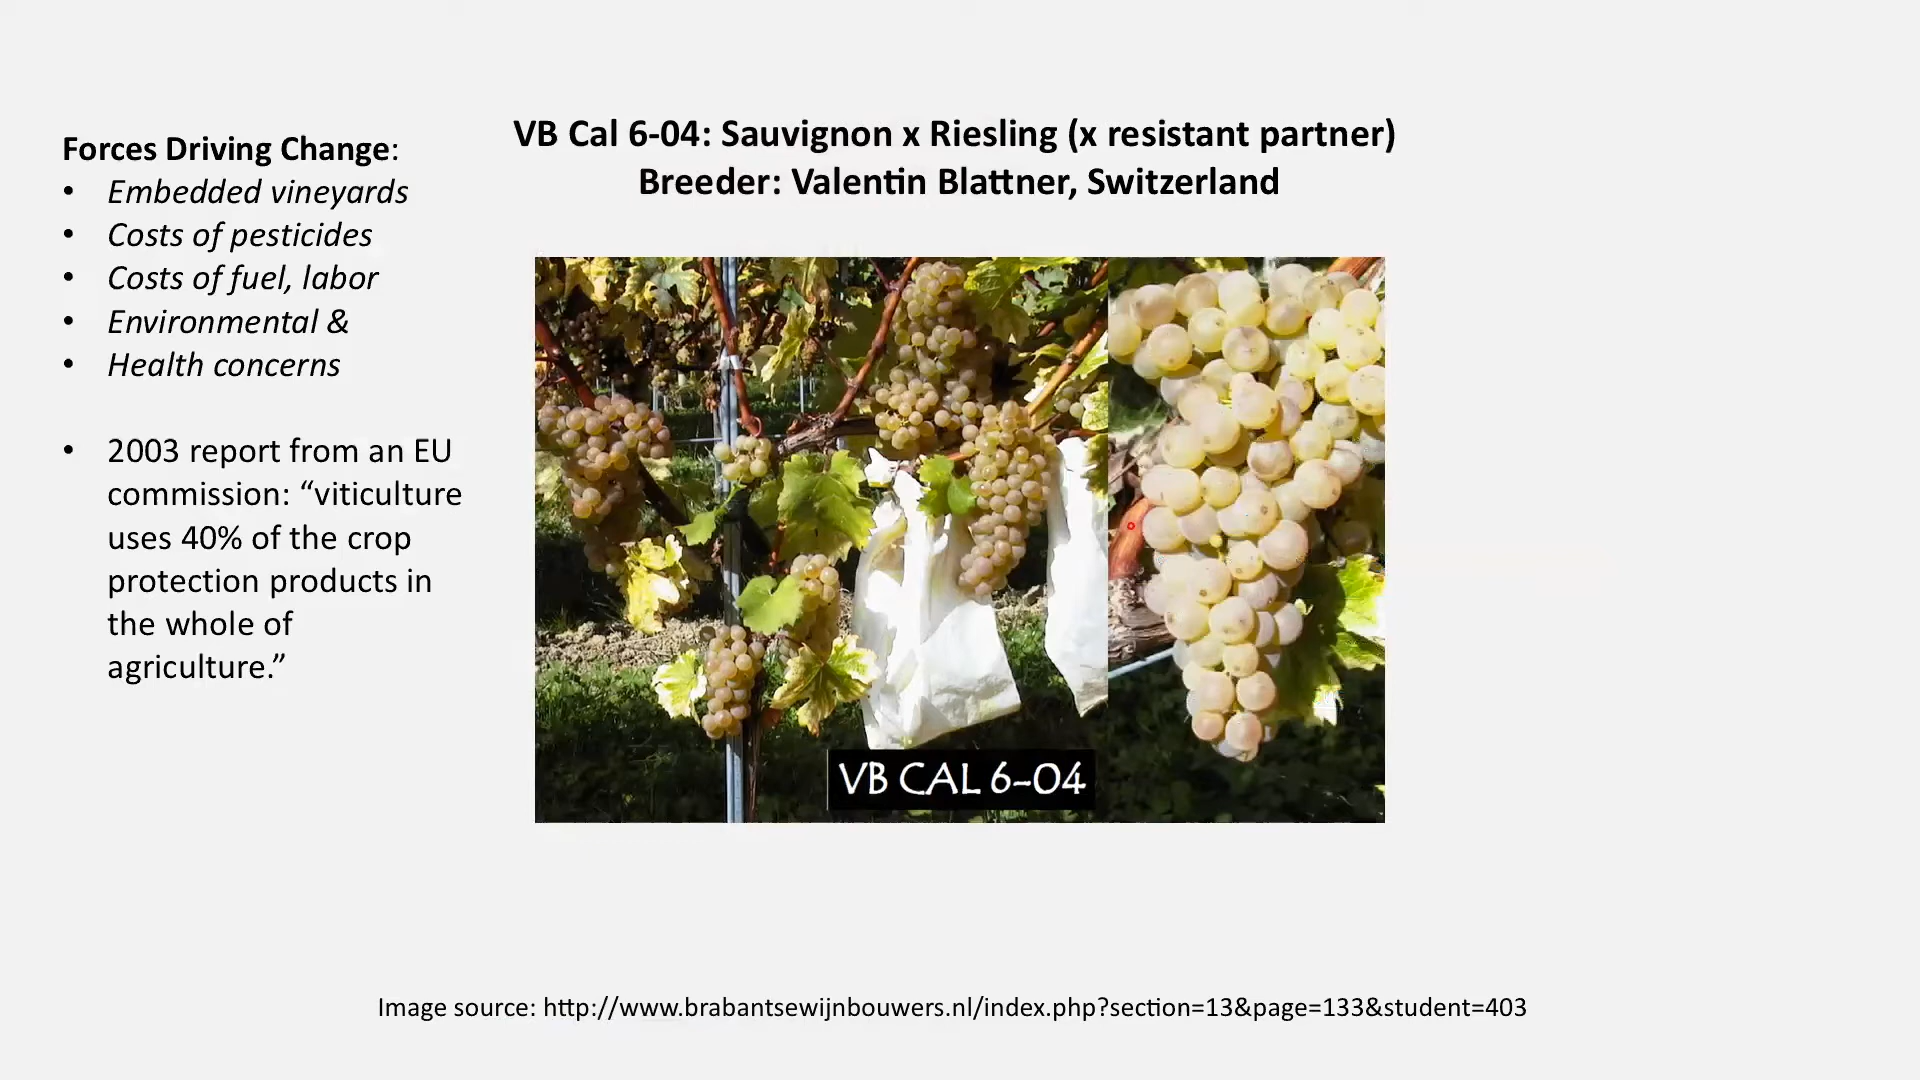 Forces Driving Change:
• Embedded vineyards
• Costs of pesticides
• Costs of fuel, labor
• Environmental &
• Health concerns
• 2003 report from an EU
commission: “viticulture
uses 40% of the crop
protection products in
the whole of
agriculture.”
VB Cal 6-04: Sauvignon x Riesling (x resistant partner)
Breeder: Valentin Blattner, Switzerland
VB CAL 6-04
Image source: http://www.brabantsewijnbouwers.nl/index.php?section=13&page=133&student=403